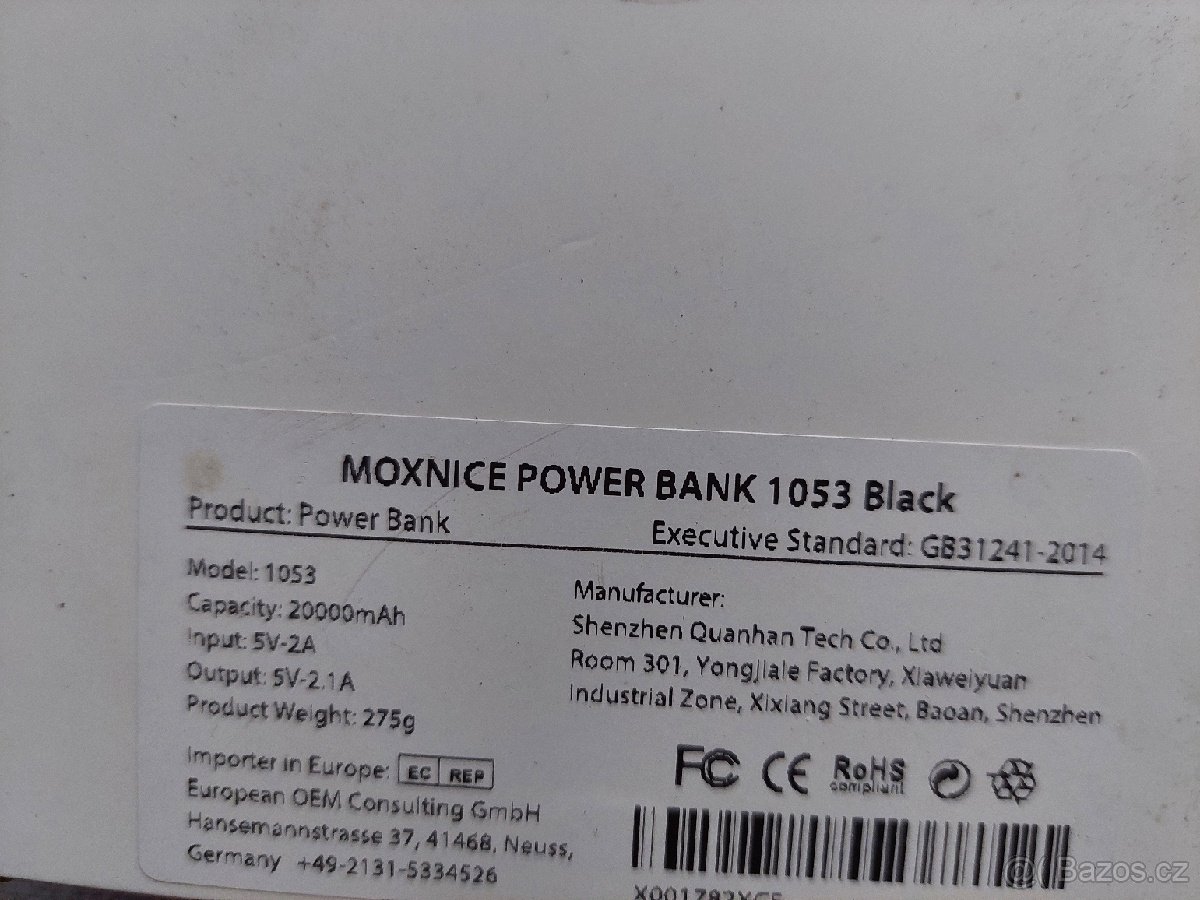 MOXNICE POWER BANK 1053 Black
Product: Power Bank
Executive Standard: GB31241-2014
Model: 1053
Capacity: 20000mAh
Input: 5V-2A
Output: 5V-2.1A
Product Weight: 275g
Manufacturer:
Shenzhen Quanhan Tech Co., Ltd
Room 301, Yongjiale Factory, Xiaweiyuan
Industrial Zone, Xixiang Street, Baoan, Shenzhen
Importer in Europe: EC REP
European OEM Consulting GmbH
Hansemannstrasse 37, 41468, Neuss,
Germany +49-2131-5334526
FC CE RoHS
compliant
Bazos.cz